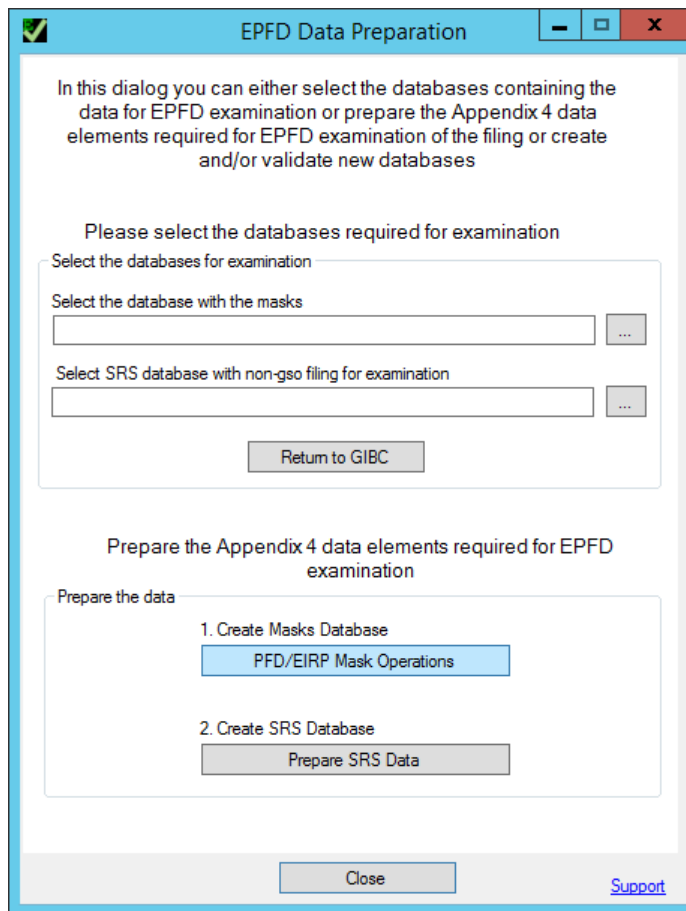 EPFD Data Preparation
In this dialog you can either select the databases containing the
data for EPFD examination or prepare the Appendix 4 data
elements required for EPFD examination of the filing or create
and/or validate new databases
Please select the databases required for examination
Select the databases for examination
Select the database with the masks
...
Select SRS database with non-gso filing for examination
...
Return to GIBC
Prepare the Appendix 4 data elements required for EPFD
examination
Prepare the data
1. Create Masks Database
PFD/EIRP Mask Operations
2. Create SRS Database
Prepare SRS Data
Close
Support